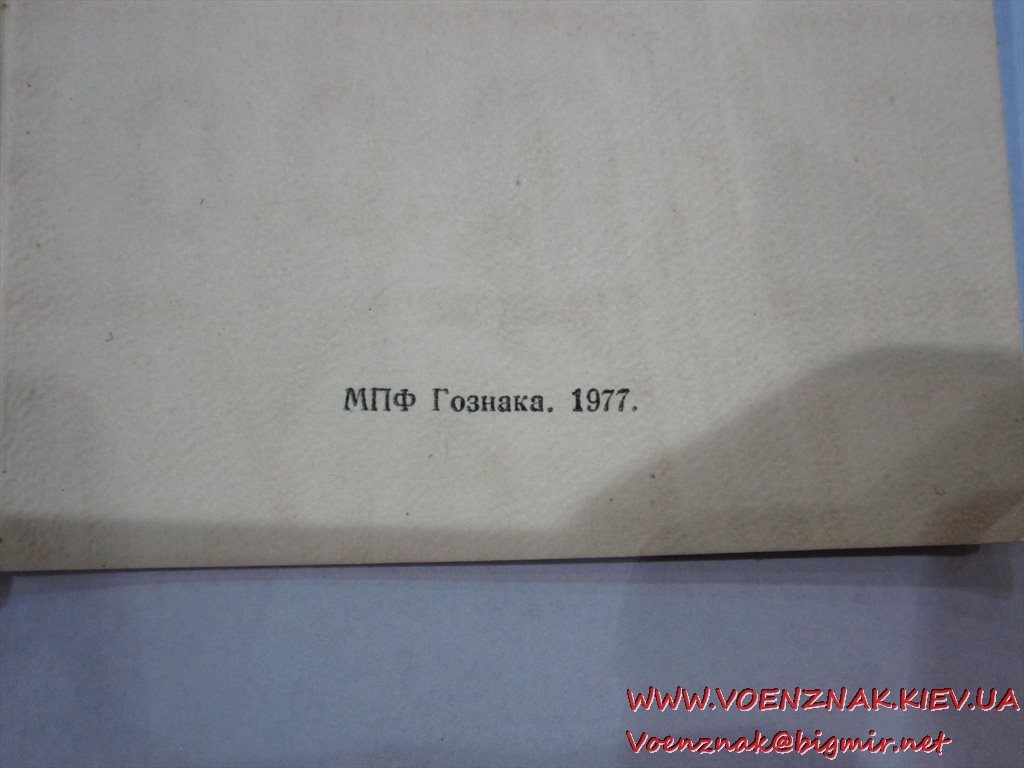 МПФ Гознака. 1977.
WWW.VOENZNAK.KIEV.UA
Voenznak@bigmir.net